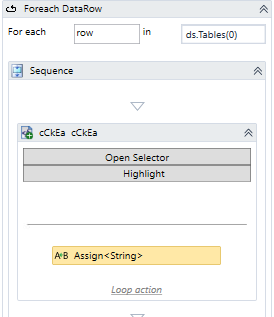 Foreach DataRow
For each row in ds.Tables(0)
Sequence
cCkEa cCkEa
Open Selector
Highlight
A*B Assign<String>
Loop action